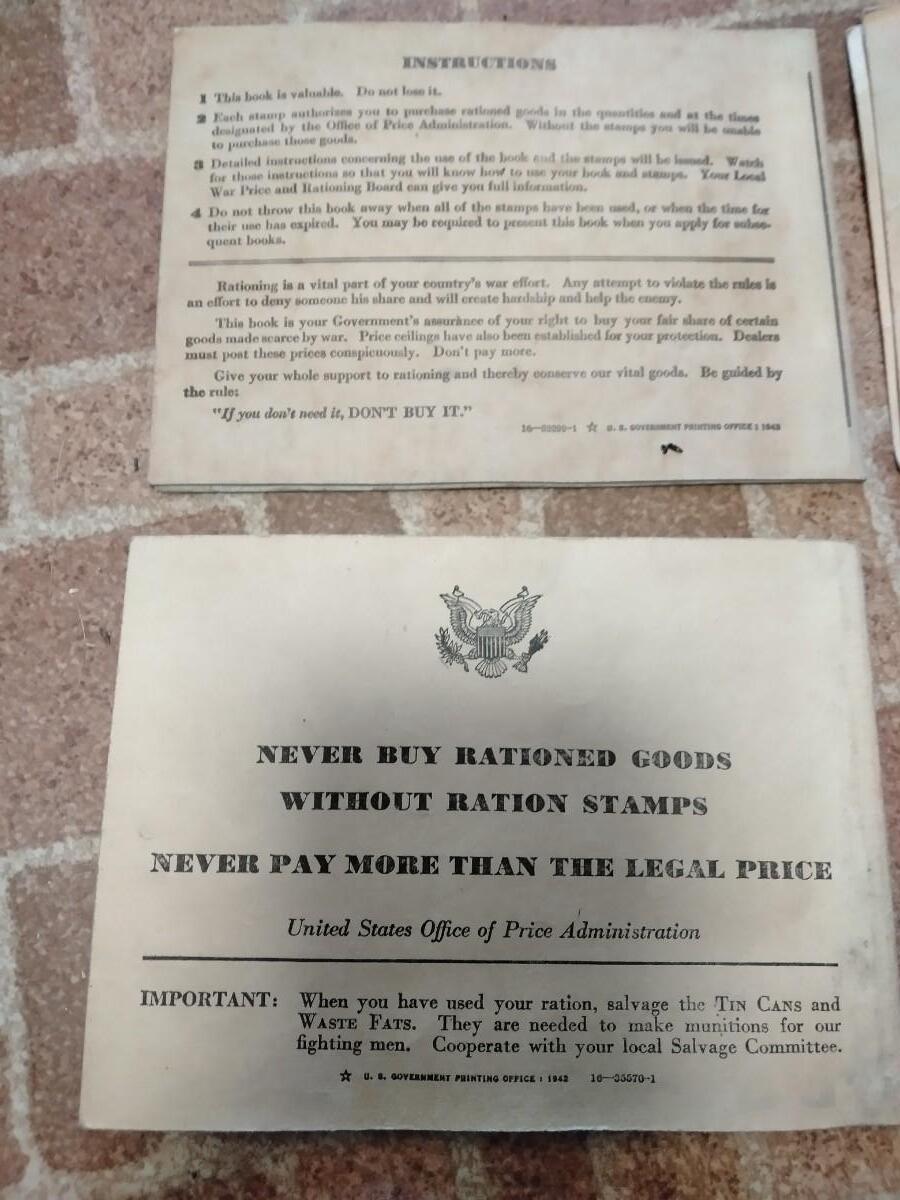 INSTRUCTIONS
1 This book is valuable. Do not lose it.
2 Each stamp authorizes you to purchase rationed goods in the quantities and at the times
designated by the Office of Price Administration. Without the stamps you will be unable
to purchase those goods.
3 Detailed instructions concerning the use of the book and the stamps will be issued. Watch
for those instructions so that you will know how to use your book and stamps. Your Local
War Price and Rationing Board can give you full information.
4 Do not throw this book away when all of the stamps have been used, or when the time for
their use has expired. You may be required to present this book when you apply for subse-
quent books.
Rationing is a vital part of your country's war effort. Any attempt to violate the rules is
an effort to deny someone his share and will create hardship and help the enemy.
This book is your Government's assurance of your right to buy your fair share of certain
goods made scarce by war. Price ceilings have also been established for your protection. Dealers
must post these prices conspicuously. Don't pay more.
Give your whole support to rationing and thereby conserve our vital goods. Be guided by
the rule:
"If you don't need it, DON'T BUY IT."
☆ U. S. GOVERNMENT PRINTING OFFICE : 1943
NEVER BUY RATIONED GOODS
WITHOUT RATION STAMPS
NEVER PAY MORE THAN THE LEGAL PRICE
United States Office of Price Administration
IMPORTANT: When you have used your ration, salvage the TIN CANS and
WASTE FATS. They are needed to make munitions for our
fighting men. Cooperate with your local Salvage Committee.
☆ U. S. GOVERNMENT PRINTING OFFICE : 1942 16—35570-1